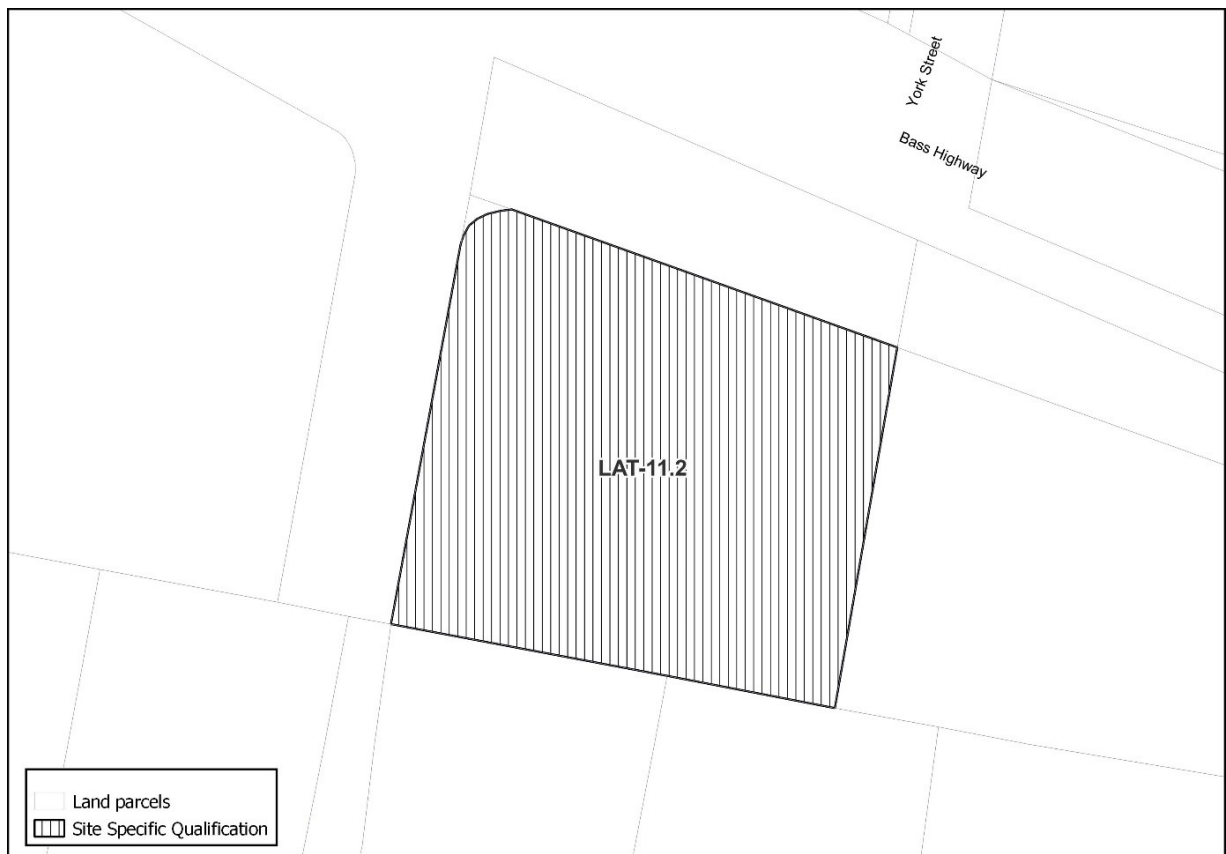 York Street
Bass Highway
LAT-11.2
Land parcels
Site Specific Qualification